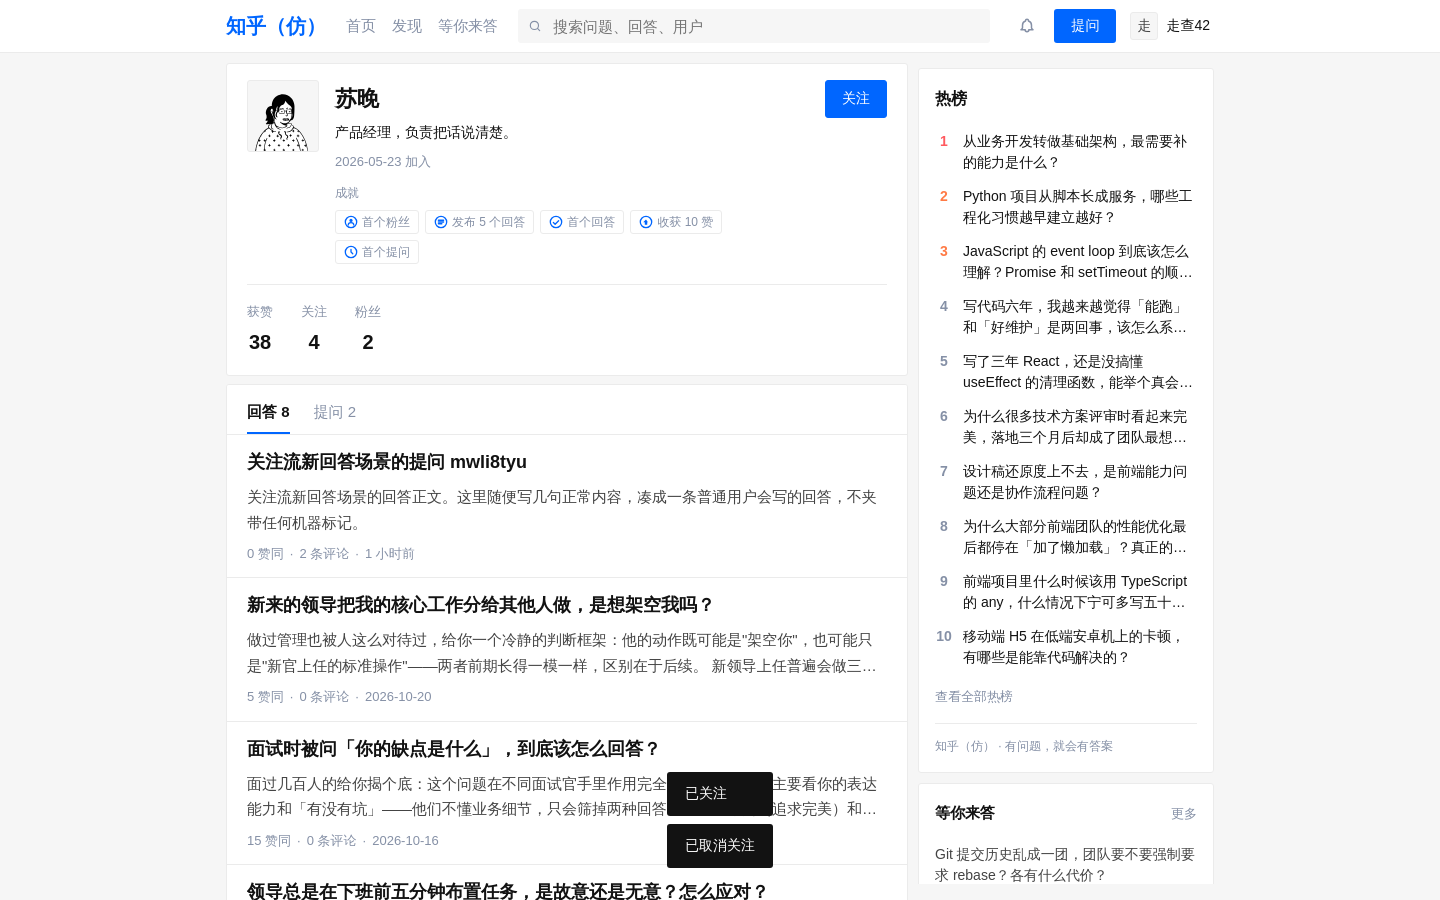 知乎（仿）
首页 发现 等你来答
搜索问题、回答、用户
提问
走 走查42
苏晚
关注
产品经理，负责把话说清楚。
2026-05-23 加入
成就
首个粉丝 发布 5 个回答 首个回答 收获 10 赞
首个提问
获赞 关注 粉丝
38 4 2
回答 8 提问 2
关注流新回答场景的提问 mwli8tyu
关注流新回答场景的回答正文。这里随便写几句正常内容，凑成一条普通用户会写的回答，不夹
带任何机器标记。
0 赞同 · 2 条评论 · 1 小时前
新来的领导把我的核心工作分给其他人做，是想架空我吗？
做过管理也被人这么对待过，给你一个冷静的判断框架：他的动作既可能是"架空你"，也可能只
是"新官上任的标准操作"——两者前期长得一模一样，区别在于后续。 新领导上任普遍会做三…
5 赞同 · 0 条评论 · 2026-10-20
面试时被问「你的缺点是什么」，到底该怎么回答？
面过几百人的给你揭个底：这个问题在不同面试官手里作用完全 主要看你的表达
能力和「有没有坑」——他们不懂业务细节，只会筛掉两种回答 追求完美）和…
15 赞同 · 0 条评论 · 2026-10-16
领导总是在下班前五分钟布置任务，是故意还是无意？怎么应对？
已关注
已取消关注
热榜
1 从业务开发转做基础架构，最需要补
的能力是什么？
2 Python 项目从脚本长成服务，哪些工
程化习惯越早建立越好？
3 JavaScript 的 event loop 到底该怎么
理解？Promise 和 setTimeout 的顺…
4 写代码六年，我越来越觉得「能跑」
和「好维护」是两回事，该怎么系…
5 写了三年 React，还是没搞懂
useEffect 的清理函数，能举个真会…
6 为什么很多技术方案评审时看起来完
美，落地三个月后却成了团队最想…
7 设计稿还原度上不去，是前端能力问
题还是协作流程问题？
8 为什么大部分前端团队的性能优化最
后都停在「加了懒加载」？真正的…
9 前端项目里什么时候该用 TypeScript
的 any，什么情况下宁可多写五十…
10 移动端 H5 在低端安卓机上的卡顿，
有哪些是能靠代码解决的？
查看全部热榜
知乎（仿） · 有问题，就会有答案
等你来答 更多
Git 提交历史乱成一团，团队要不要强制要
求 rebase？各有什么代价？